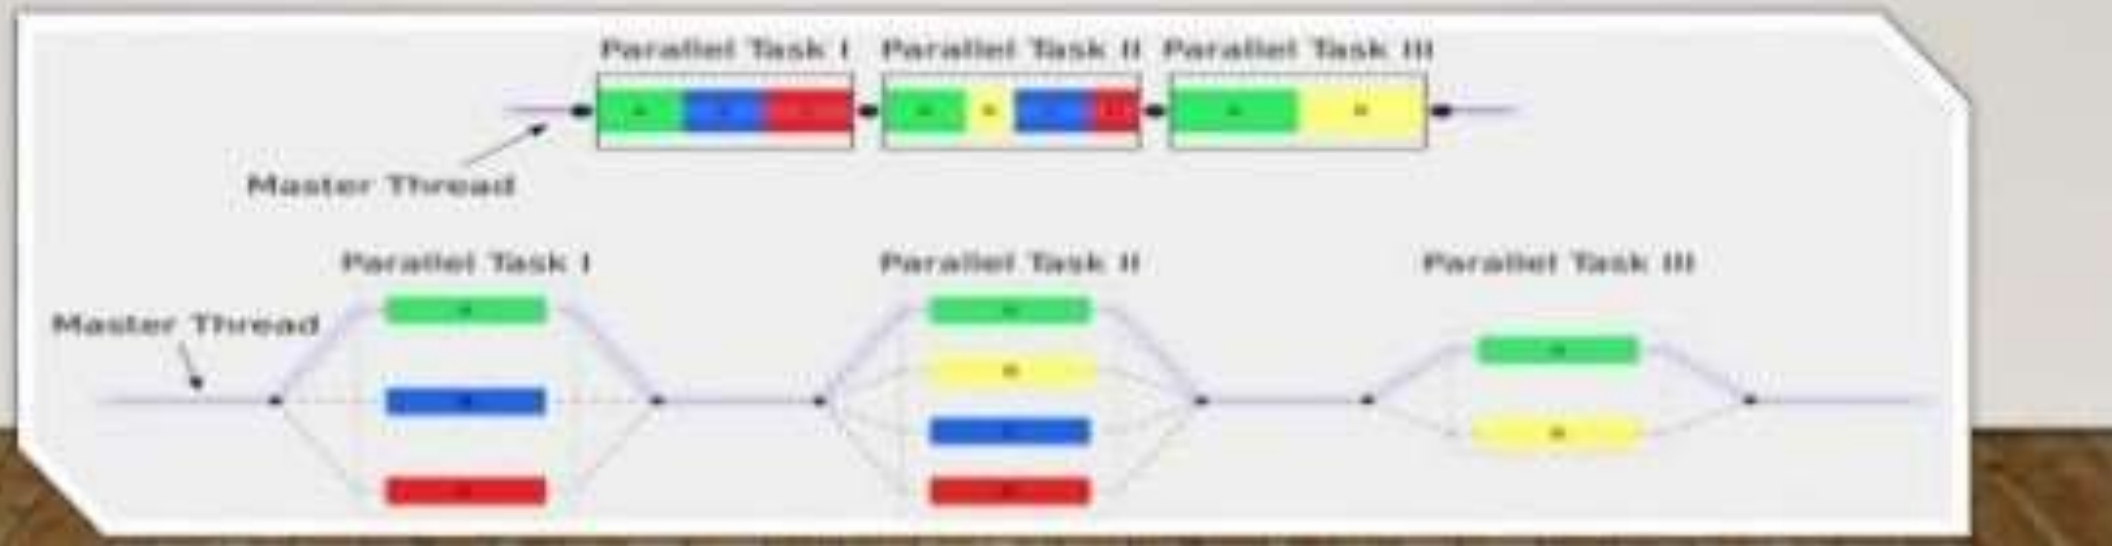 Parallel Task I
Parallel Task II
Parallel Task III
Master Thread
Parallel Task I
Parallel Task II
Parallel Task III
Master Thread